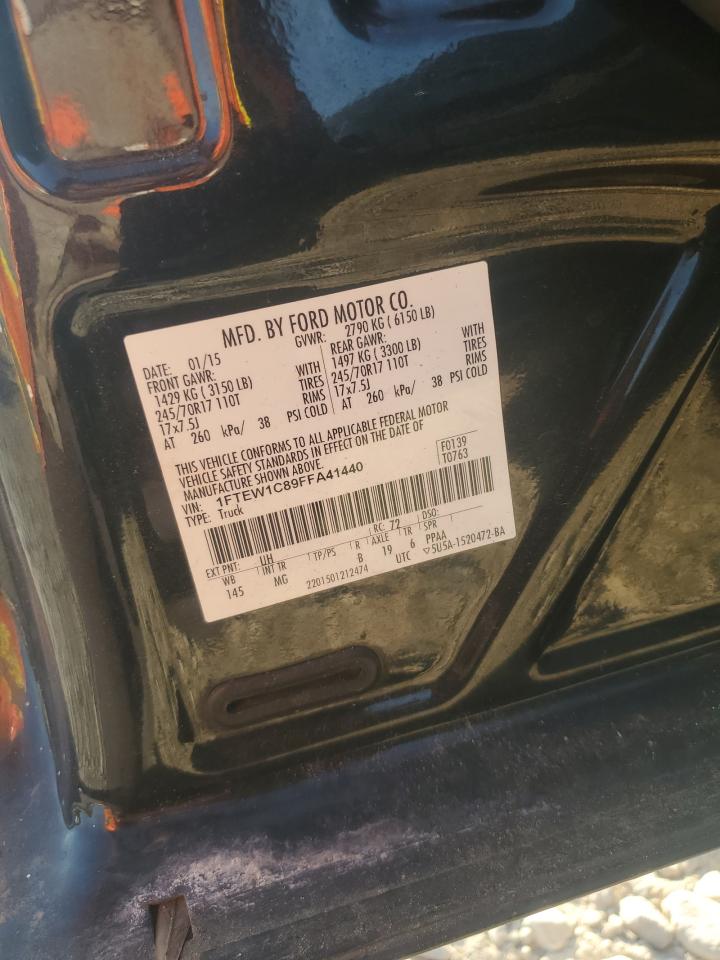 MFD. BY FORD MOTOR CO.
DATE: 01/15 GVWR: 2790 KG ( 6150 LB)
FRONT GAWR: WITH REAR GAWR: WITH
1429 KG ( 3150 LB) TIRES 1497 KG ( 3300 LB) TIRES
245/70R17 110T RIMS 245/70R17 110T RIMS
17x7.5J 17x7.5J
AT 260 kPa/ 38 PSI COLD AT 260 kPa/ 38 PSI COLD
THIS VEHICLE CONFORMS TO ALL APPLICABLE FEDERAL MOTOR
VEHICLE SAFETY STANDARDS IN EFFECT ON THE DATE OF
MANUFACTURE SHOWN ABOVE.
VIN: 1FTEW1C89FFA41440 F0139
TYPE: Truck T0763
EXT PNT: UH RC: 72 DSO:
WB INT TR TP/PS R AXLE TR SPR
145 MG B 19 6 PPAA
2201501212474 UTC ▽5U5A-1520472-BA